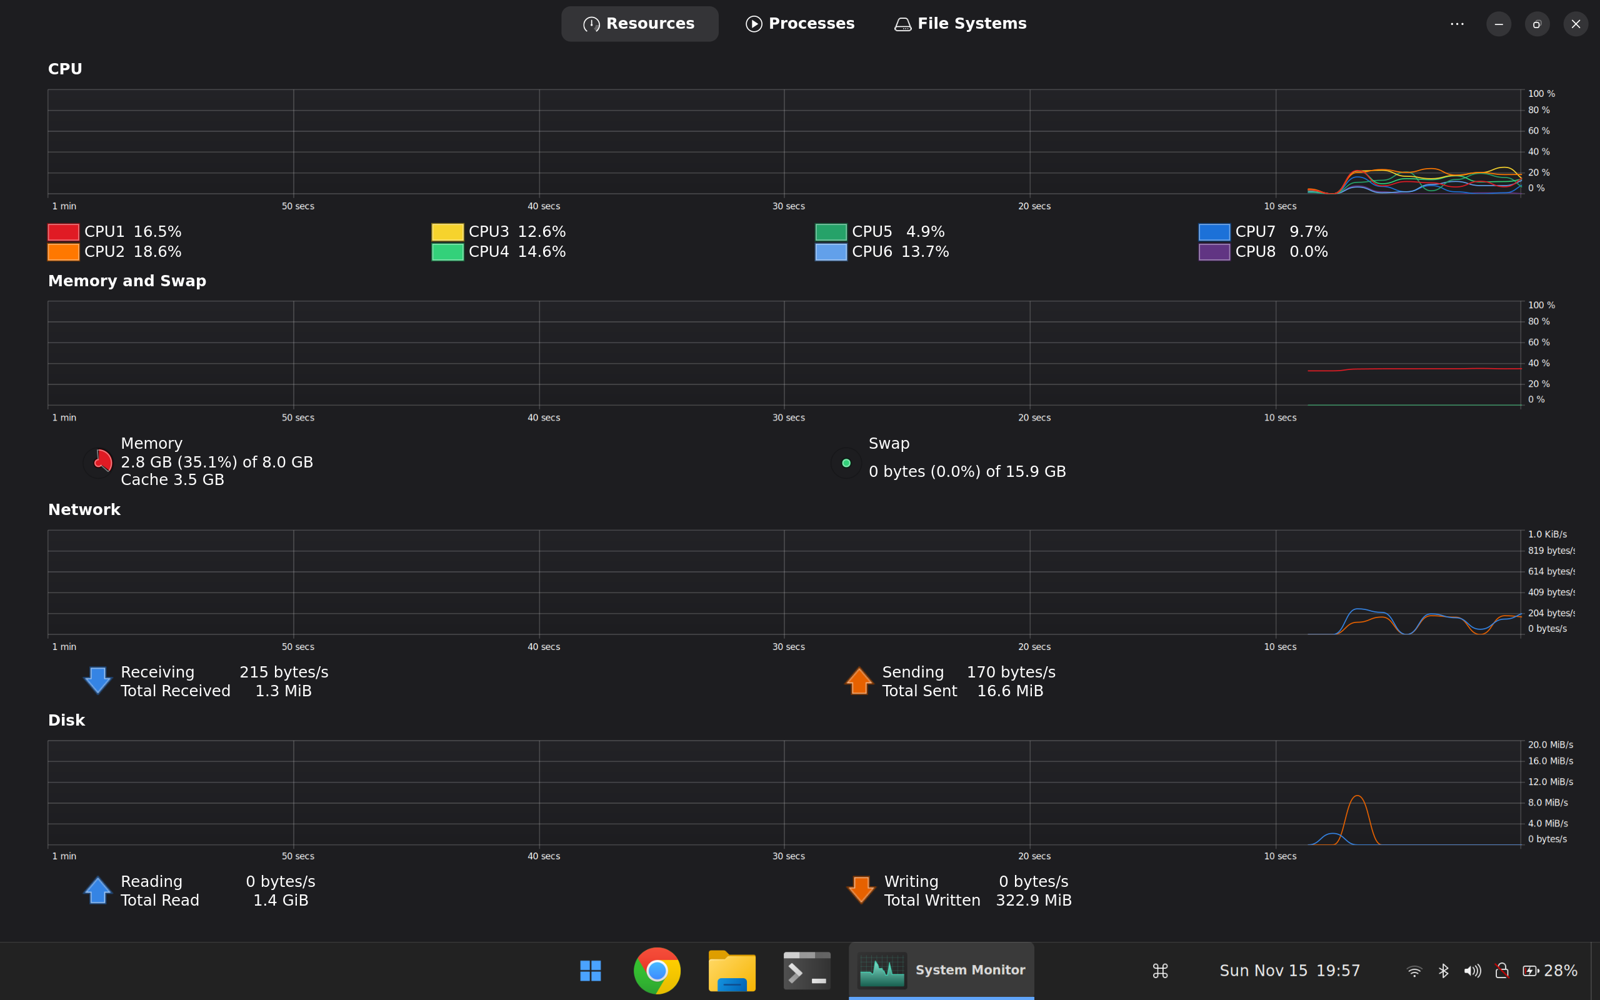 Resources Processes File Systems
CPU
100 %
80 %
60 %
40 %
20 %
0 %
1 min 50 secs 40 secs 30 secs 20 secs 10 secs
CPU1 16.5% CPU3 12.6% CPU5 4.9% CPU7 9.7%
CPU2 18.6% CPU4 14.6% CPU6 13.7% CPU8 0.0%
Memory and Swap
100 %
80 %
60 %
40 %
20 %
0 %
1 min 50 secs 40 secs 30 secs 20 secs 10 secs
Memory
2.8 GB (35.1%) of 8.0 GB
Cache 3.5 GB
Swap
0 bytes (0.0%) of 15.9 GB
Network
1.0 KiB/s
819 bytes/s
614 bytes/s
409 bytes/s
204 bytes/s
0 bytes/s
1 min 50 secs 40 secs 30 secs 20 secs 10 secs
Receiving 215 bytes/s
Total Received 1.3 MiB
Sending 170 bytes/s
Total Sent 16.6 MiB
Disk
20.0 MiB/s
16.0 MiB/s
12.0 MiB/s
8.0 MiB/s
4.0 MiB/s
0 bytes/s
1 min 50 secs 40 secs 30 secs 20 secs 10 secs
Reading 0 bytes/s
Total Read 1.4 GiB
Writing 0 bytes/s
Total Written 322.9 MiB
System Monitor
Sun Nov 15 19:57
28%